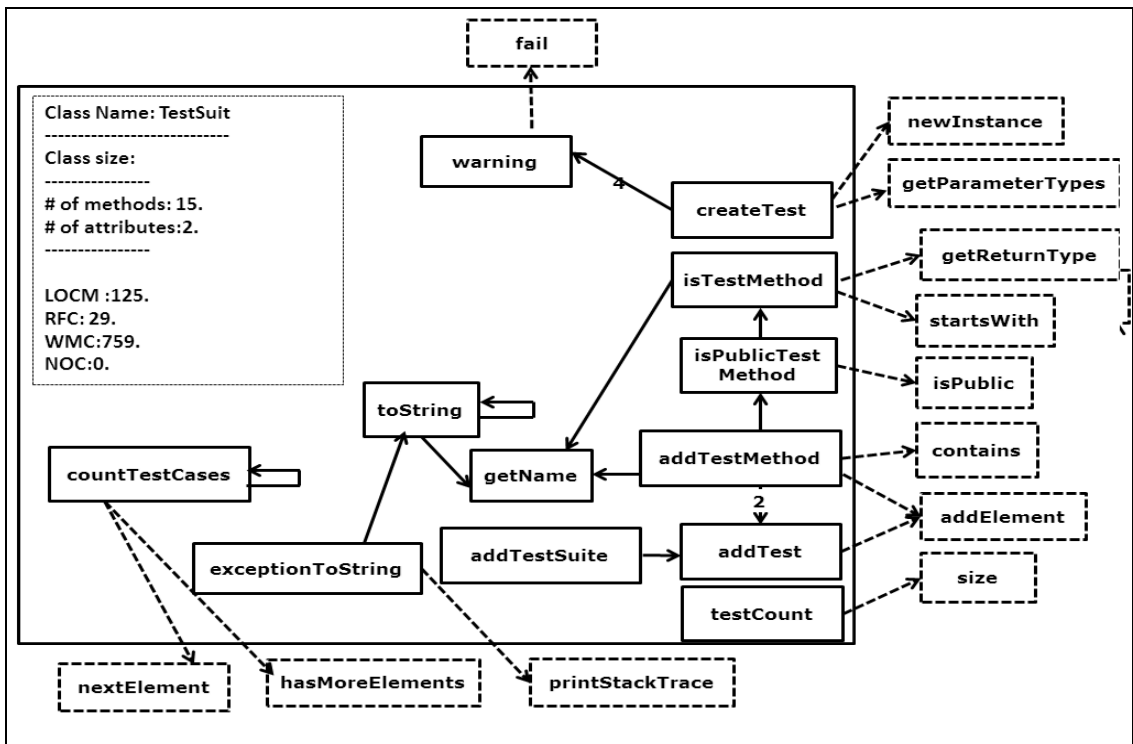 fail
Class Name: TestSuit
-----------------------------
Class size:
----------------
# of methods: 15.
# of attributes:2.
----------------
LOCM :125.
RFC: 29.
WMC:759.
NOC:0.
warning
4
createTest
newInstance
getParameterTypes
isTestMethod
getReturnType
startsWith
isPublicTest
Method
isPublic
toString
getName
addTestMethod
contains
countTestCases
2
addElement
exceptionToString
addTestSuite
addTest
size
testCount
nextElement
hasMoreElements
printStackTrace